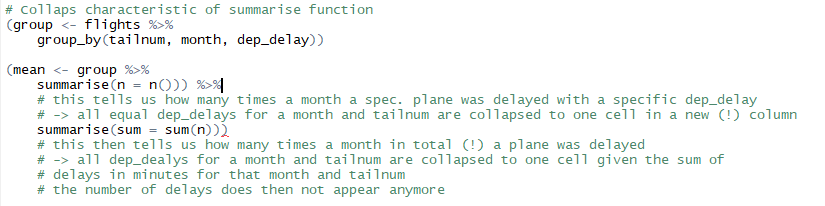 # Collaps characteristic of summarise function
(group <- flights %>%
    group_by(tailnum, month, dep_delay))

(mean <- group %>%
    summarise(n = n())) %>%
    # this tells us how many times a month a spec. plane was delayed with a specific dep_delay
    # -> all equal dep_delays for a month and tailnum are collapsed to one cell in a new (!) column
    summarise(sum = sum(n)))
    # this then tells us how many times a month in total (!) a plane was delayed
    # -> all dep_dealys for a month and tailnum are collapsed to one cell given the sum of
    # delays in minutes for that month and tailnum
    # the number of delays does then not appear anymore